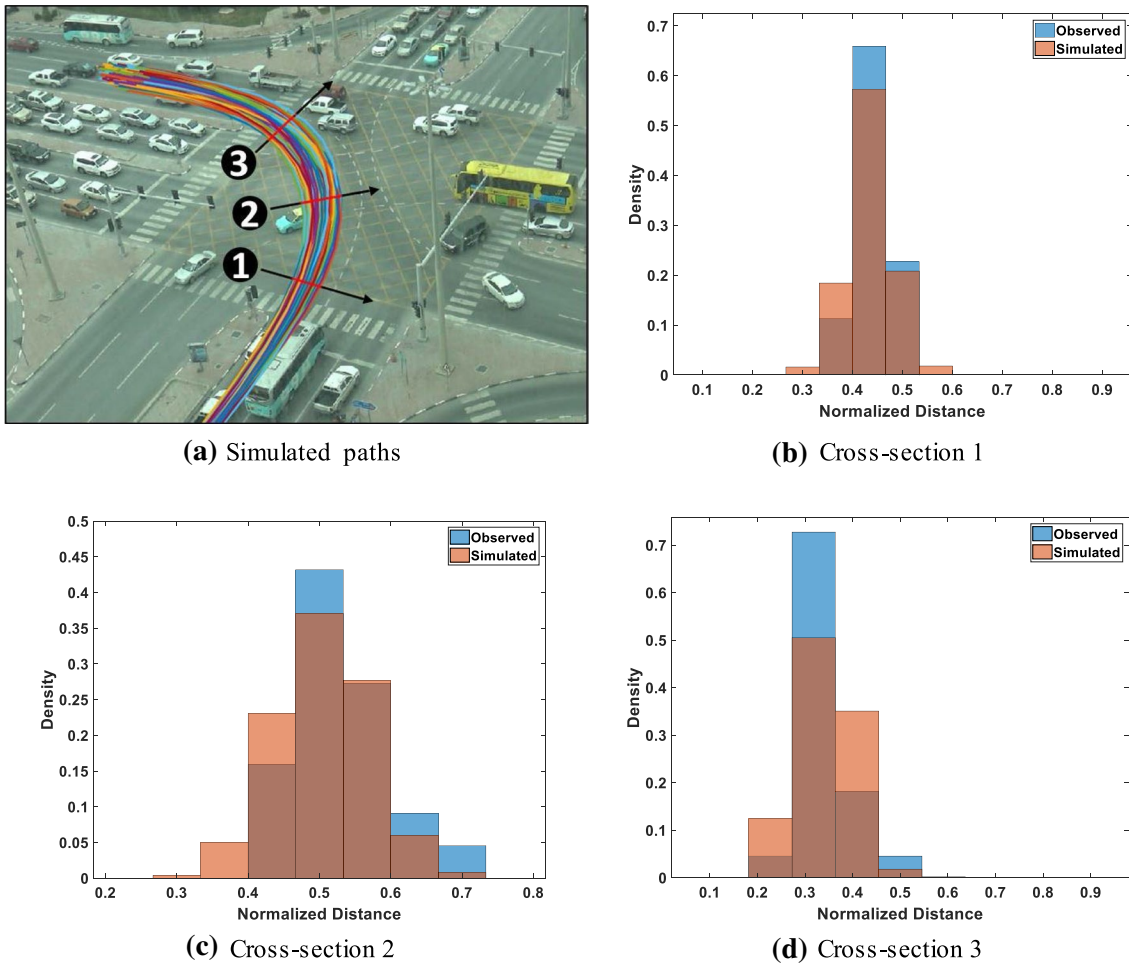 3
2
1
(a) Simulated paths
Observed
Simulated
0.7
0.6
0.5
0.4
0.3
0.2
0.1
0
Density
0.1 0.2 0.3 0.4 0.5 0.6 0.7 0.8 0.9
Normalized Distance
(b) Cross-section 1
Observed
Simulated
0.5
0.45
0.4
0.35
0.3
0.25
0.2
0.15
0.1
0.05
0
Density
0.2 0.3 0.4 0.5 0.6 0.7 0.8
Normalized Distance
(c) Cross-section 2
Observed
Simulated
0.7
0.6
0.5
0.4
0.3
0.2
0.1
0
Density
0.1 0.2 0.3 0.4 0.5 0.6 0.7 0.8 0.9
Normalized Distance
(d) Cross-section 3